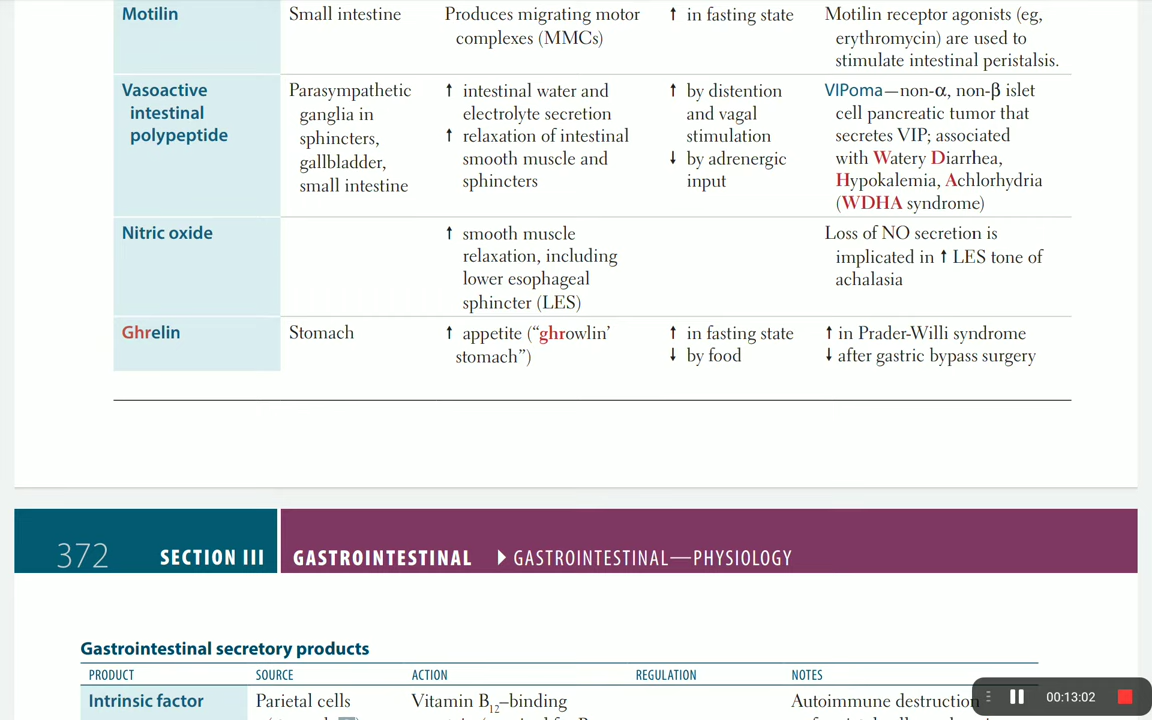 Motilin
Small intestine
Produces migrating motor
complexes (MMCs)
↑ in fasting state
Motilin receptor agonists (eg,
erythromycin) are used to
stimulate intestinal peristalsis.
Vasoactive
intestinal
polypeptide
Parasympathetic
ganglia in
sphincters,
gallbladder,
small intestine
↑ intestinal water and
electrolyte secretion
↑ relaxation of intestinal
smooth muscle and
sphincters
↑ by distention
and vagal
stimulation
↓ by adrenergic
input
VIPoma—non-α, non-β islet
cell pancreatic tumor that
secretes VIP; associated
with Watery Diarrhea,
Hypokalemia, Achlorhydria
(WDHA syndrome)
Nitric oxide
↑ smooth muscle
relaxation, including
lower esophageal
sphincter (LES)
Loss of NO secretion is
implicated in ↑ LES tone of
achalasia
Ghrelin
Stomach
↑ appetite (“ghrowlin’
stomach”)
↑ in fasting state
↓ by food
↑ in Prader-Willi syndrome
↓ after gastric bypass surgery
372 SECTION III GASTROINTESTINAL ▶ GASTROINTESTINAL—PHYSIOLOGY
Gastrointestinal secretory products
PRODUCT SOURCE ACTION REGULATION NOTES
Intrinsic factor
Parietal cells
Vitamin B12–binding
Autoimmune destruction
00:13:02